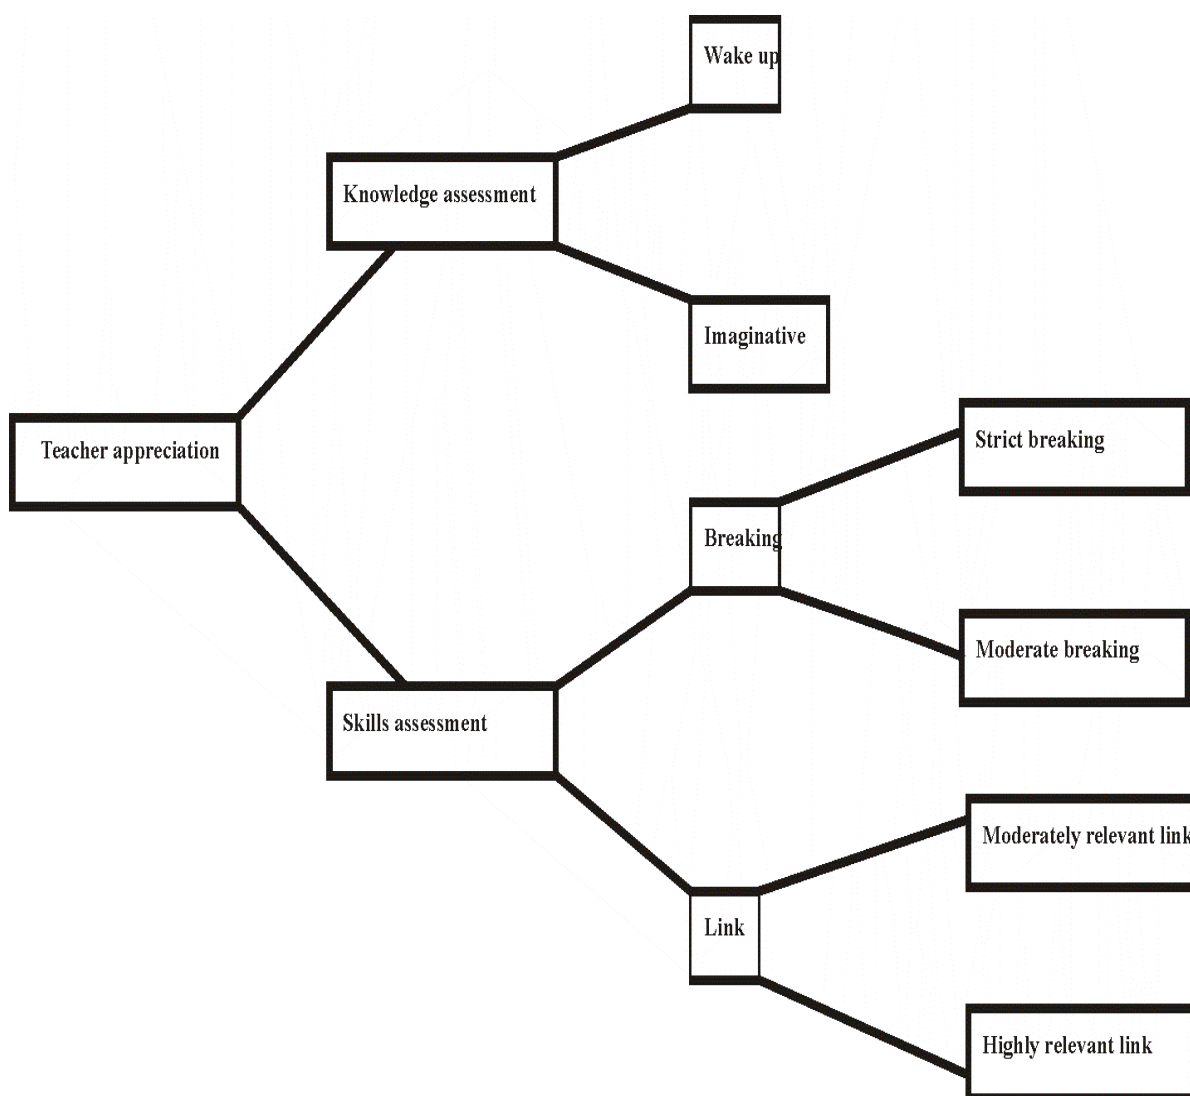 Wake up
Knowledge assessment
Imaginative
Teacher appreciation
Strict breaking
Breaking
Moderate breaking
Skills assessment
Moderately relevant link
Link
Highly relevant link